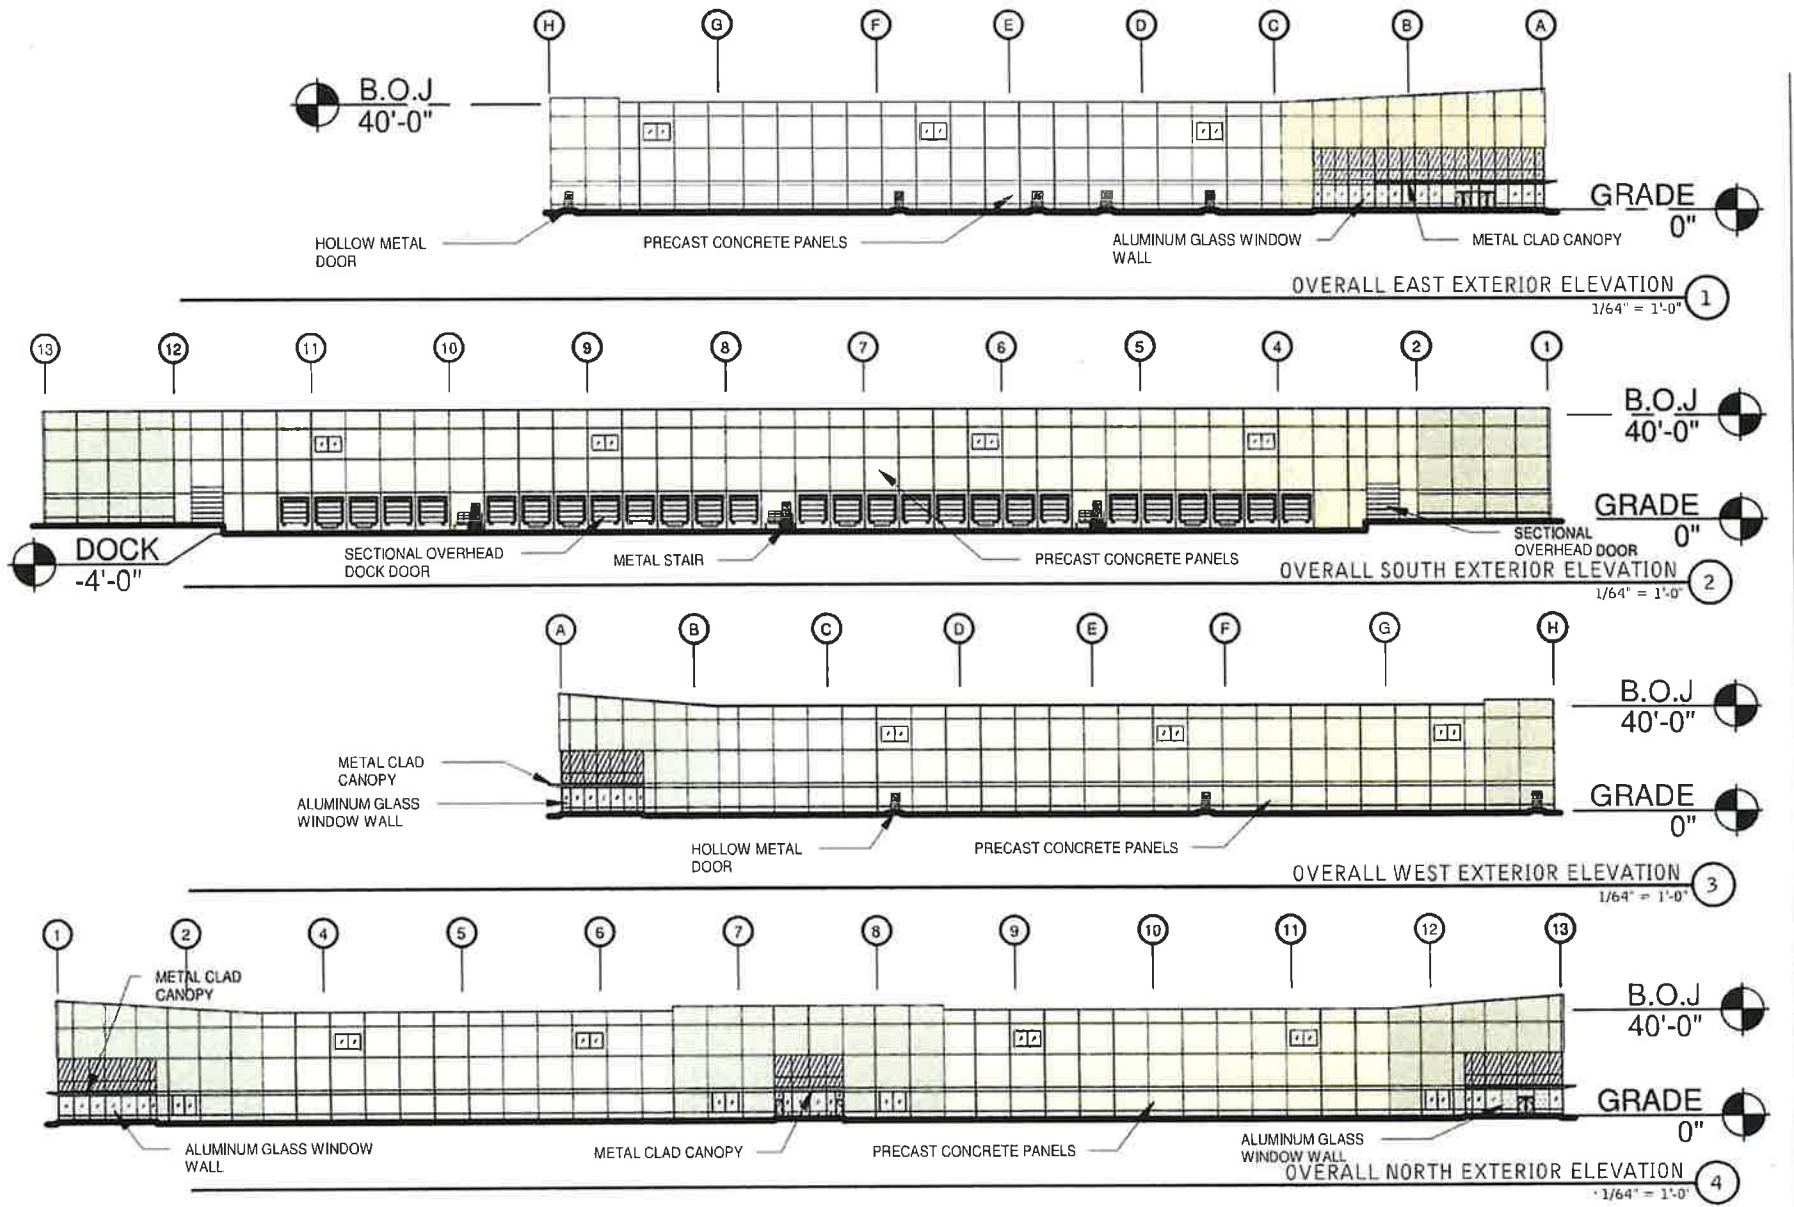 H G F E D C B A
B.O.J
40'-0"
GRADE
0"
HOLLOW METAL
DOOR
PRECAST CONCRETE PANELS
ALUMINUM GLASS WINDOW
WALL
METAL CLAD CANOPY
OVERALL EAST EXTERIOR ELEVATION
1/64" = 1'-0"
1
13 12 11 10 9 8 7 6 5 4 2 1
B.O.J
40'-0"
GRADE
0"
DOCK
-4'-0"
SECTIONAL OVERHEAD
DOCK DOOR
METAL STAIR
PRECAST CONCRETE PANELS
SECTIONAL
OVERHEAD DOOR
OVERALL SOUTH EXTERIOR ELEVATION
1/64" = 1'-0"
2
A B C D E F G H
B.O.J
40'-0"
METAL CLAD
CANOPY
ALUMINUM GLASS
WINDOW WALL
GRADE
0"
HOLLOW METAL
DOOR
PRECAST CONCRETE PANELS
OVERALL WEST EXTERIOR ELEVATION
1/64" = 1'-0"
3
1 2 4 5 6 7 8 9 10 11 12 13
METAL CLAD
CANOPY
B.O.J
40'-0"
GRADE
0"
ALUMINUM GLASS WINDOW
WALL
METAL CLAD CANOPY
PRECAST CONCRETE PANELS
ALUMINUM GLASS
WINDOW WALL
OVERALL NORTH EXTERIOR ELEVATION
1/64" = 1'-0"
4